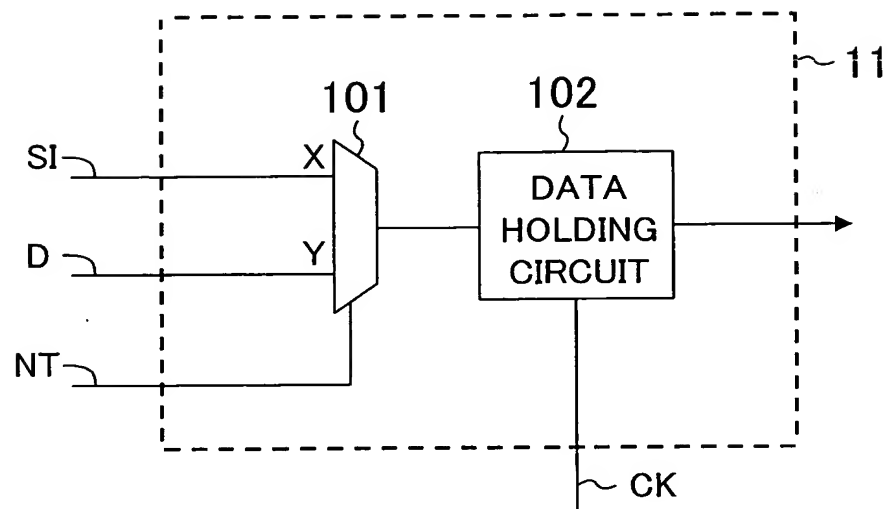 11
101
102
SI
X
DATA
HOLDING
CIRCUIT
D
Y
NT
CK